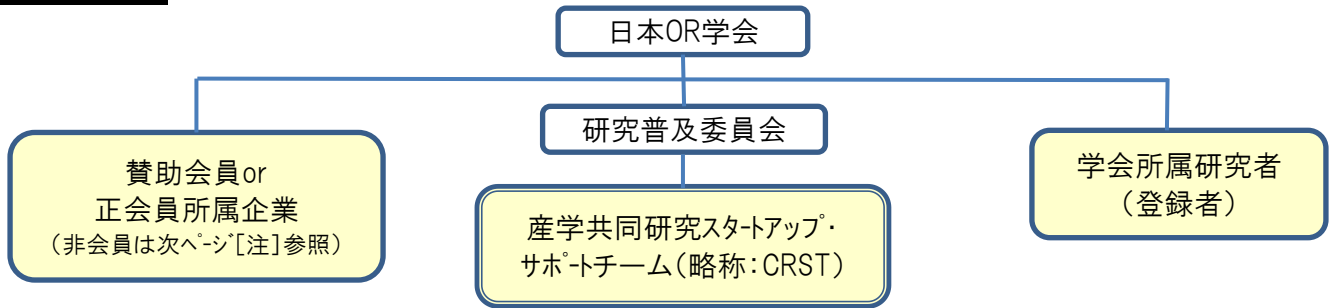 日本OR学会
研究普及委員会
賛助会員or
正会員所属企業
（非会員は次ページ[注]参照）
産学共同研究スタートアップ・
サポートチーム（略称：CRST）
学会所属研究者
（登録者）